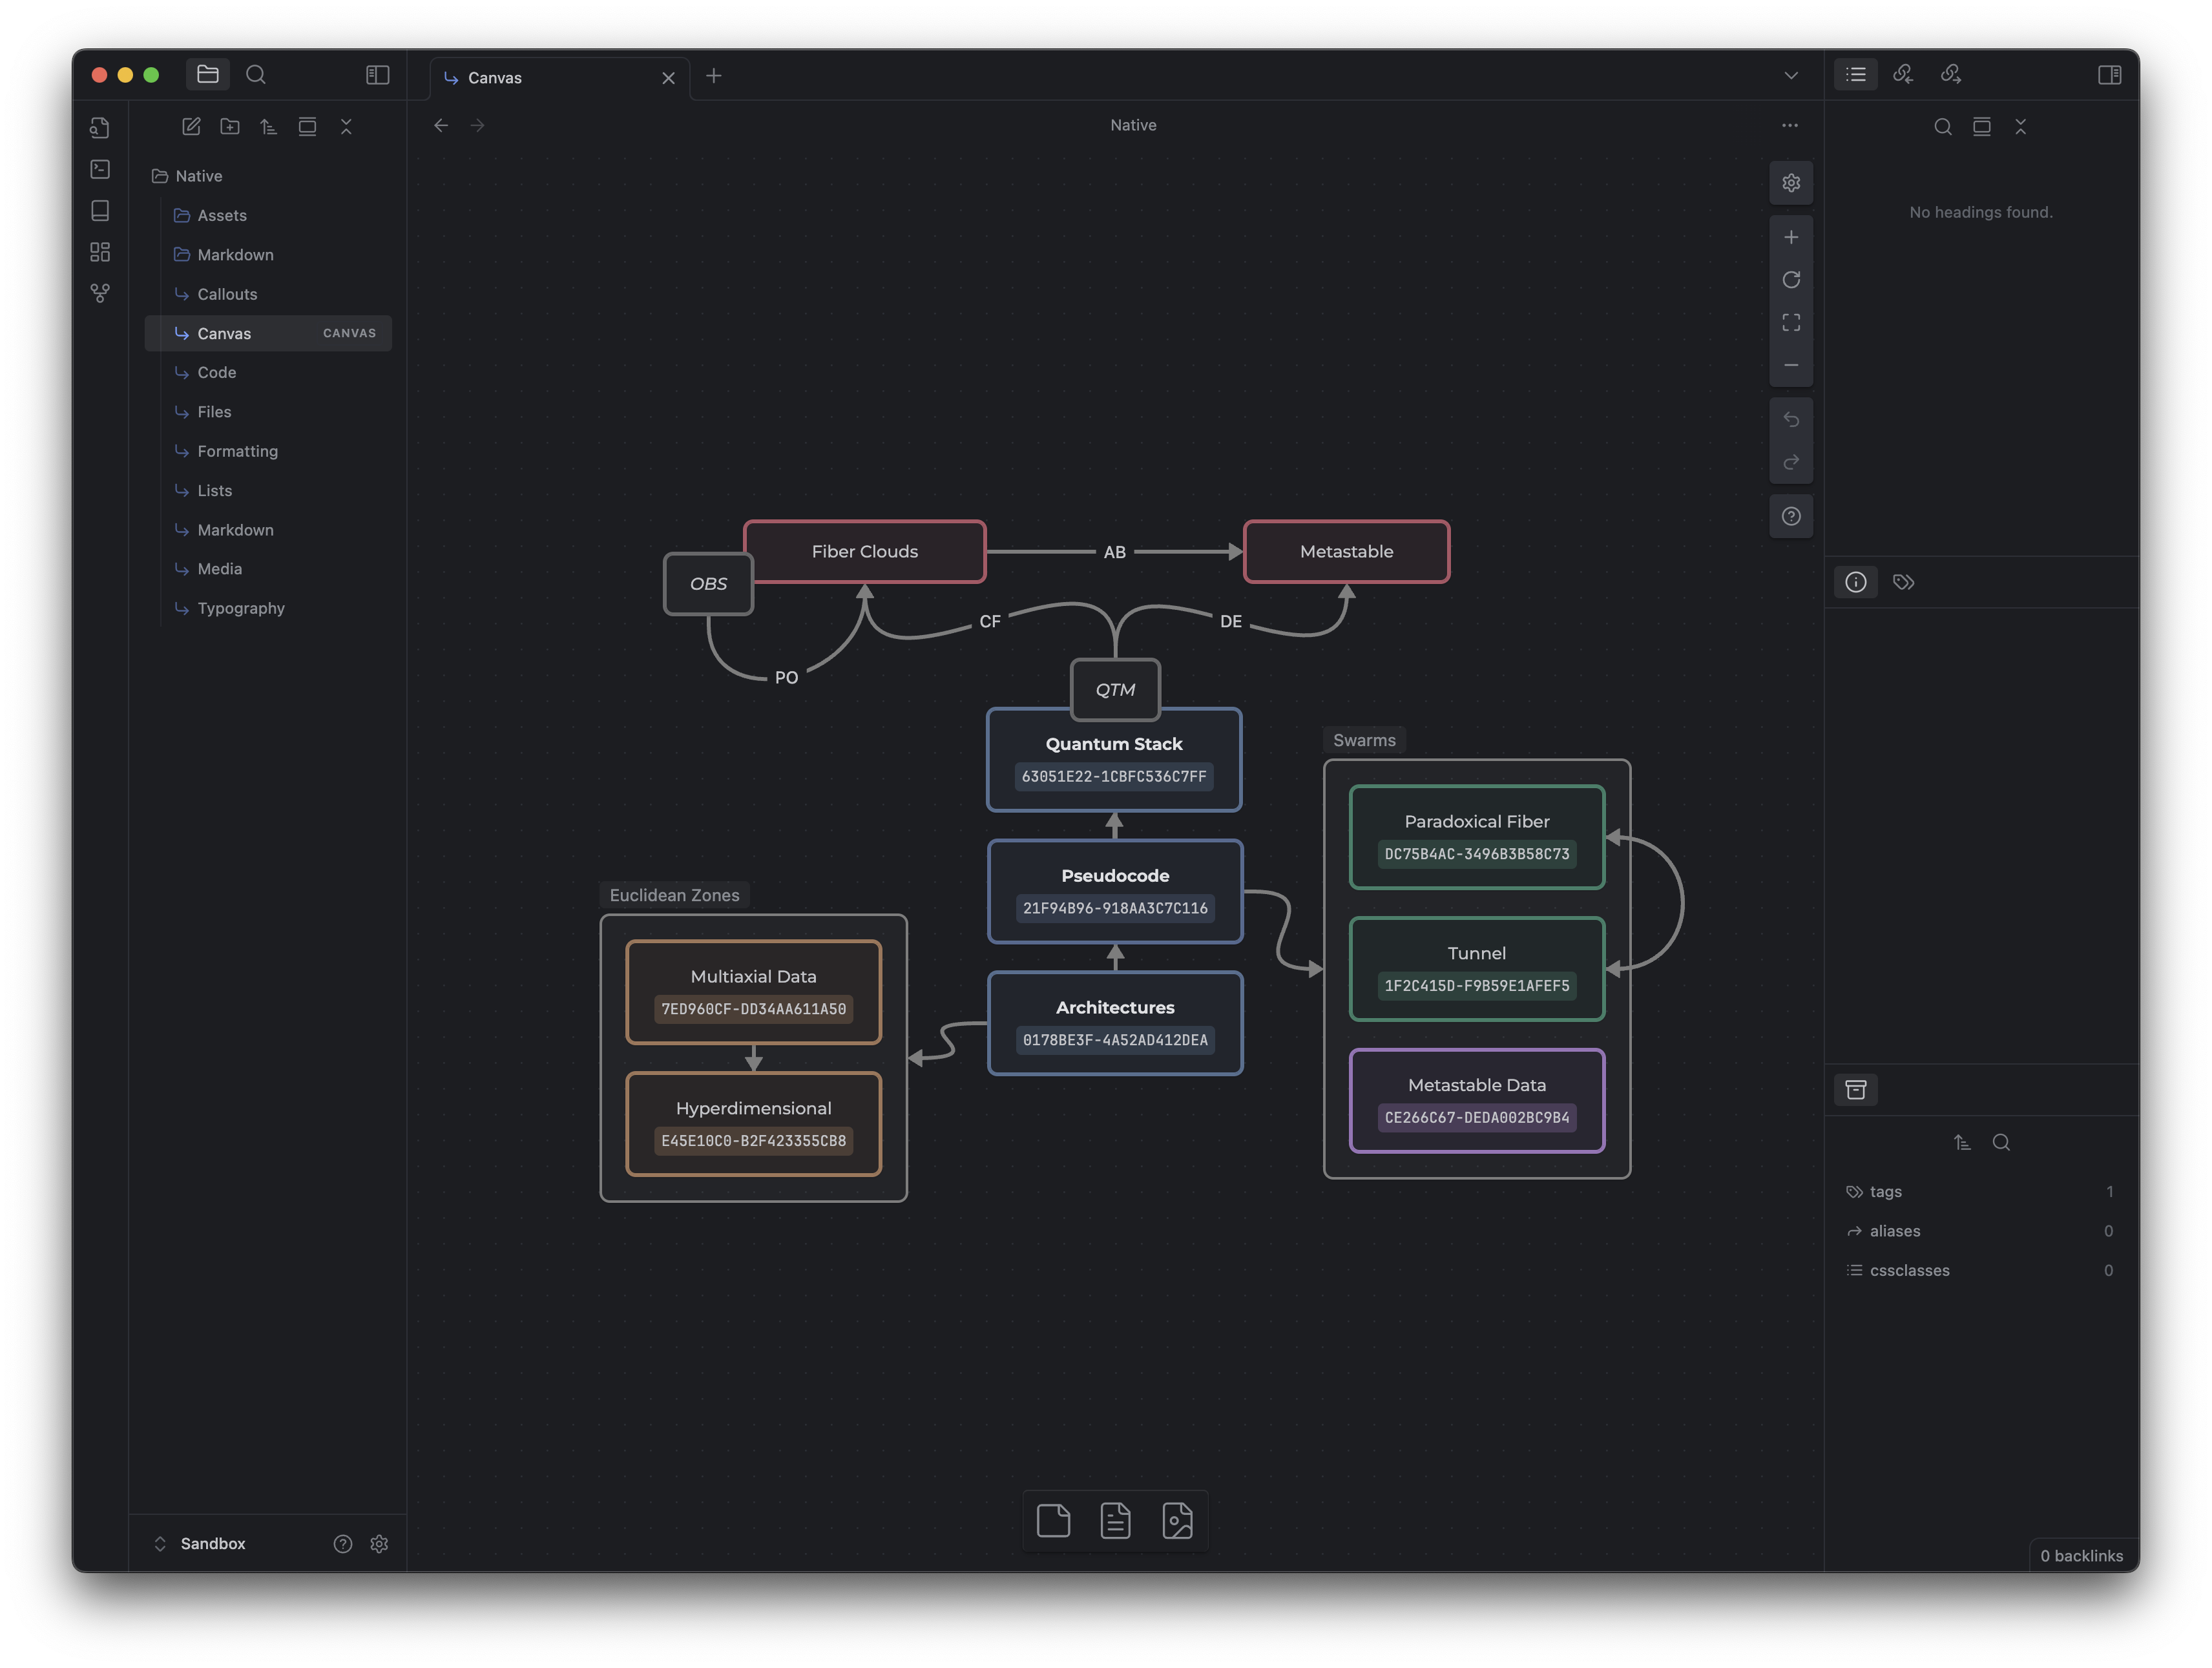 Canvas
Native
Native
Assets
Markdown
Callouts
Canvas CANVAS
Code
Files
Formatting
Lists
Markdown
Media
Typography
Sandbox
Fiber Clouds
AB
Metastable
OBS
CF
DE
PO
QTM
Quantum Stack
63051E22-1CBFC536C7FF
Pseudocode
21F94B96-918AA3C7C116
Architectures
0178BE3F-4A52AD412DEA
Euclidean Zones
Multiaxial Data
7ED960CF-DD34AA611A50
Hyperdimensional
E45E10C0-B2F423355CB8
Swarms
Paradoxical Fiber
DC75B4AC-3496B3B58C73
Tunnel
1F2C415D-F9B59E1AFEF5
Metastable Data
CE266C67-DEDA002BC9B4
No headings found.
tags 1
aliases 0
cssclasses 0
0 backlinks